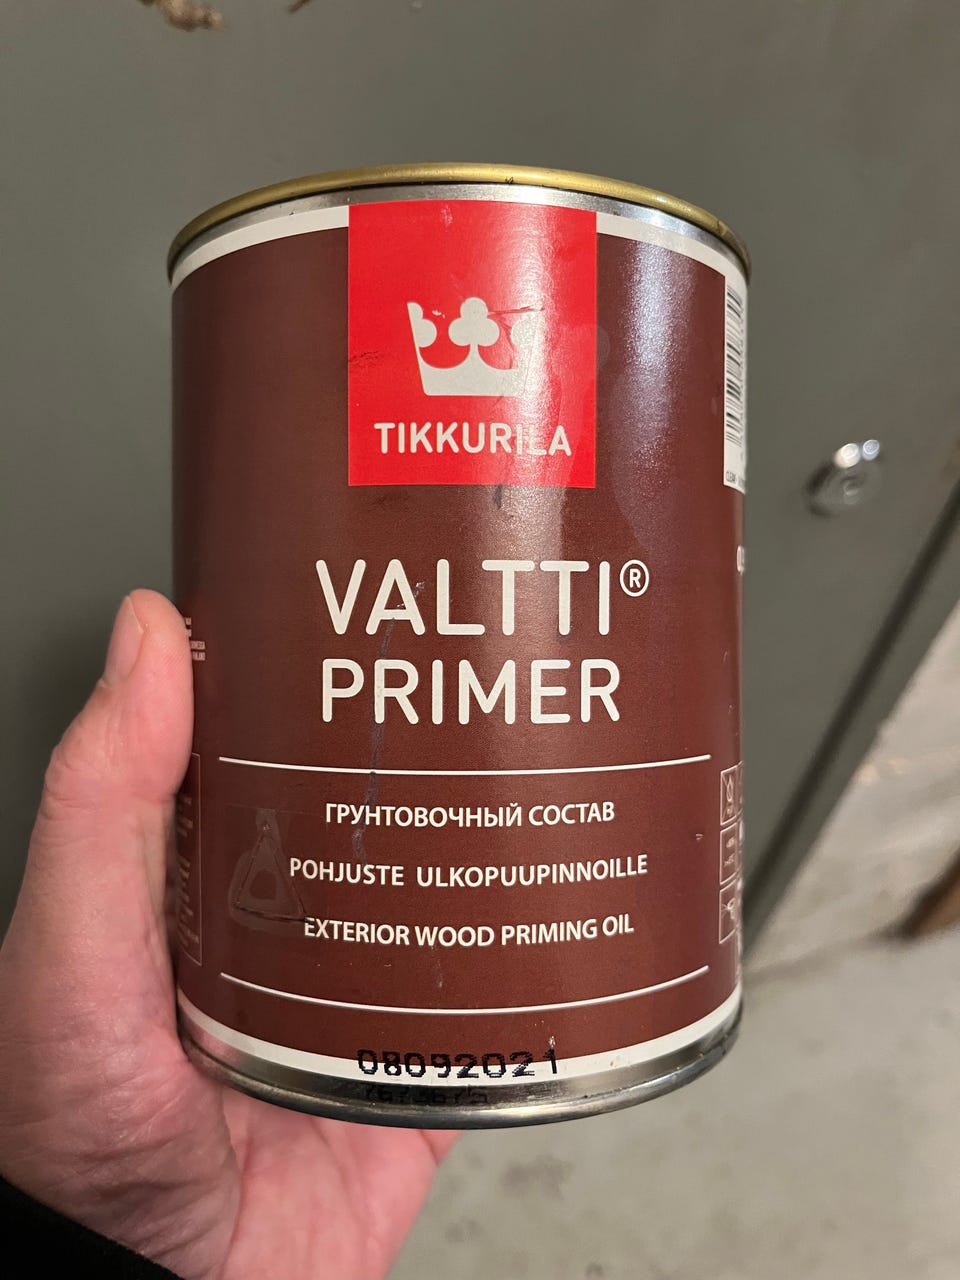 TIKKURILA
VALTTI®
PRIMER
ГРУНТОВОЧНЫЙ СОСТАВ
POHJUSTE ULKOPUUPINNOILLE
EXTERIOR WOOD PRIMING OIL
08092021